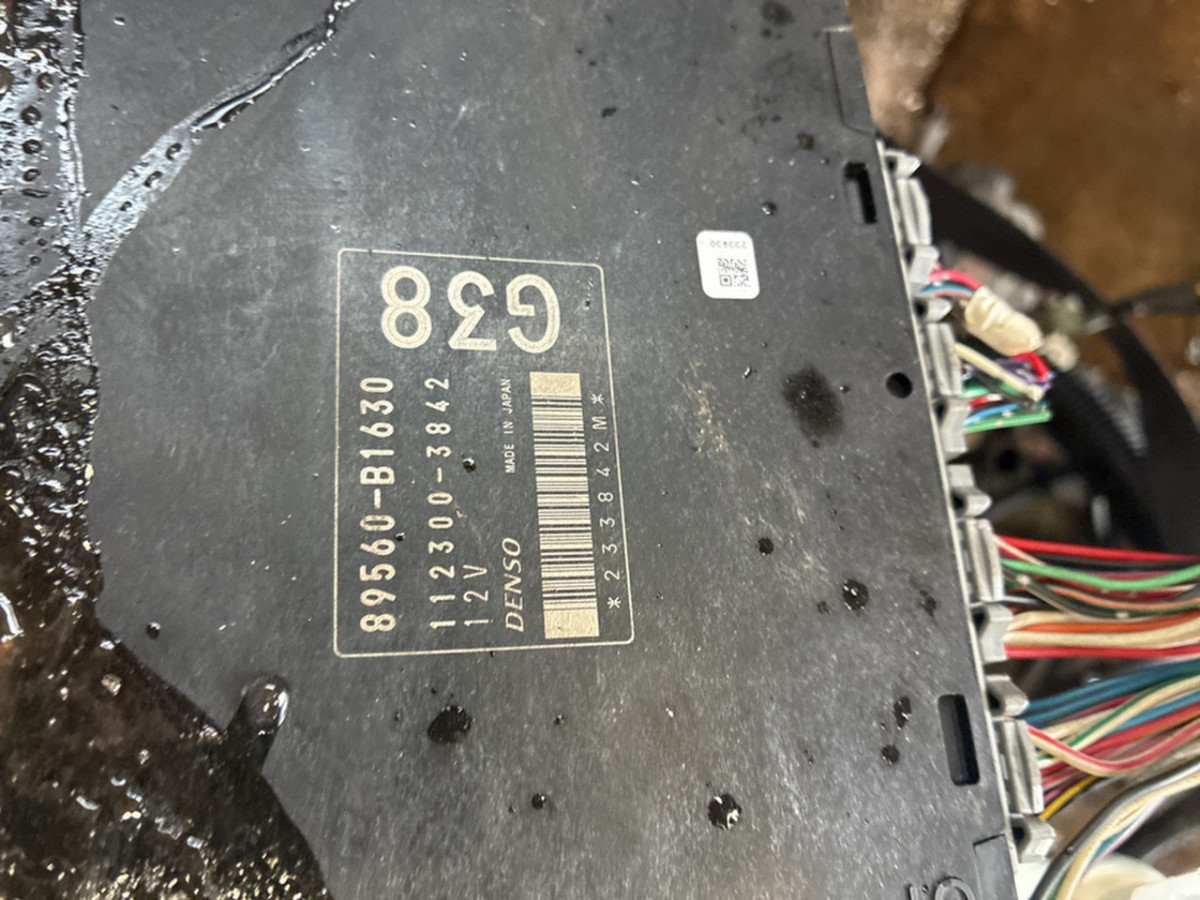 G38
89560-B1630
112300-3842
12V
DENSO MADE IN JAPAN
*233842M*